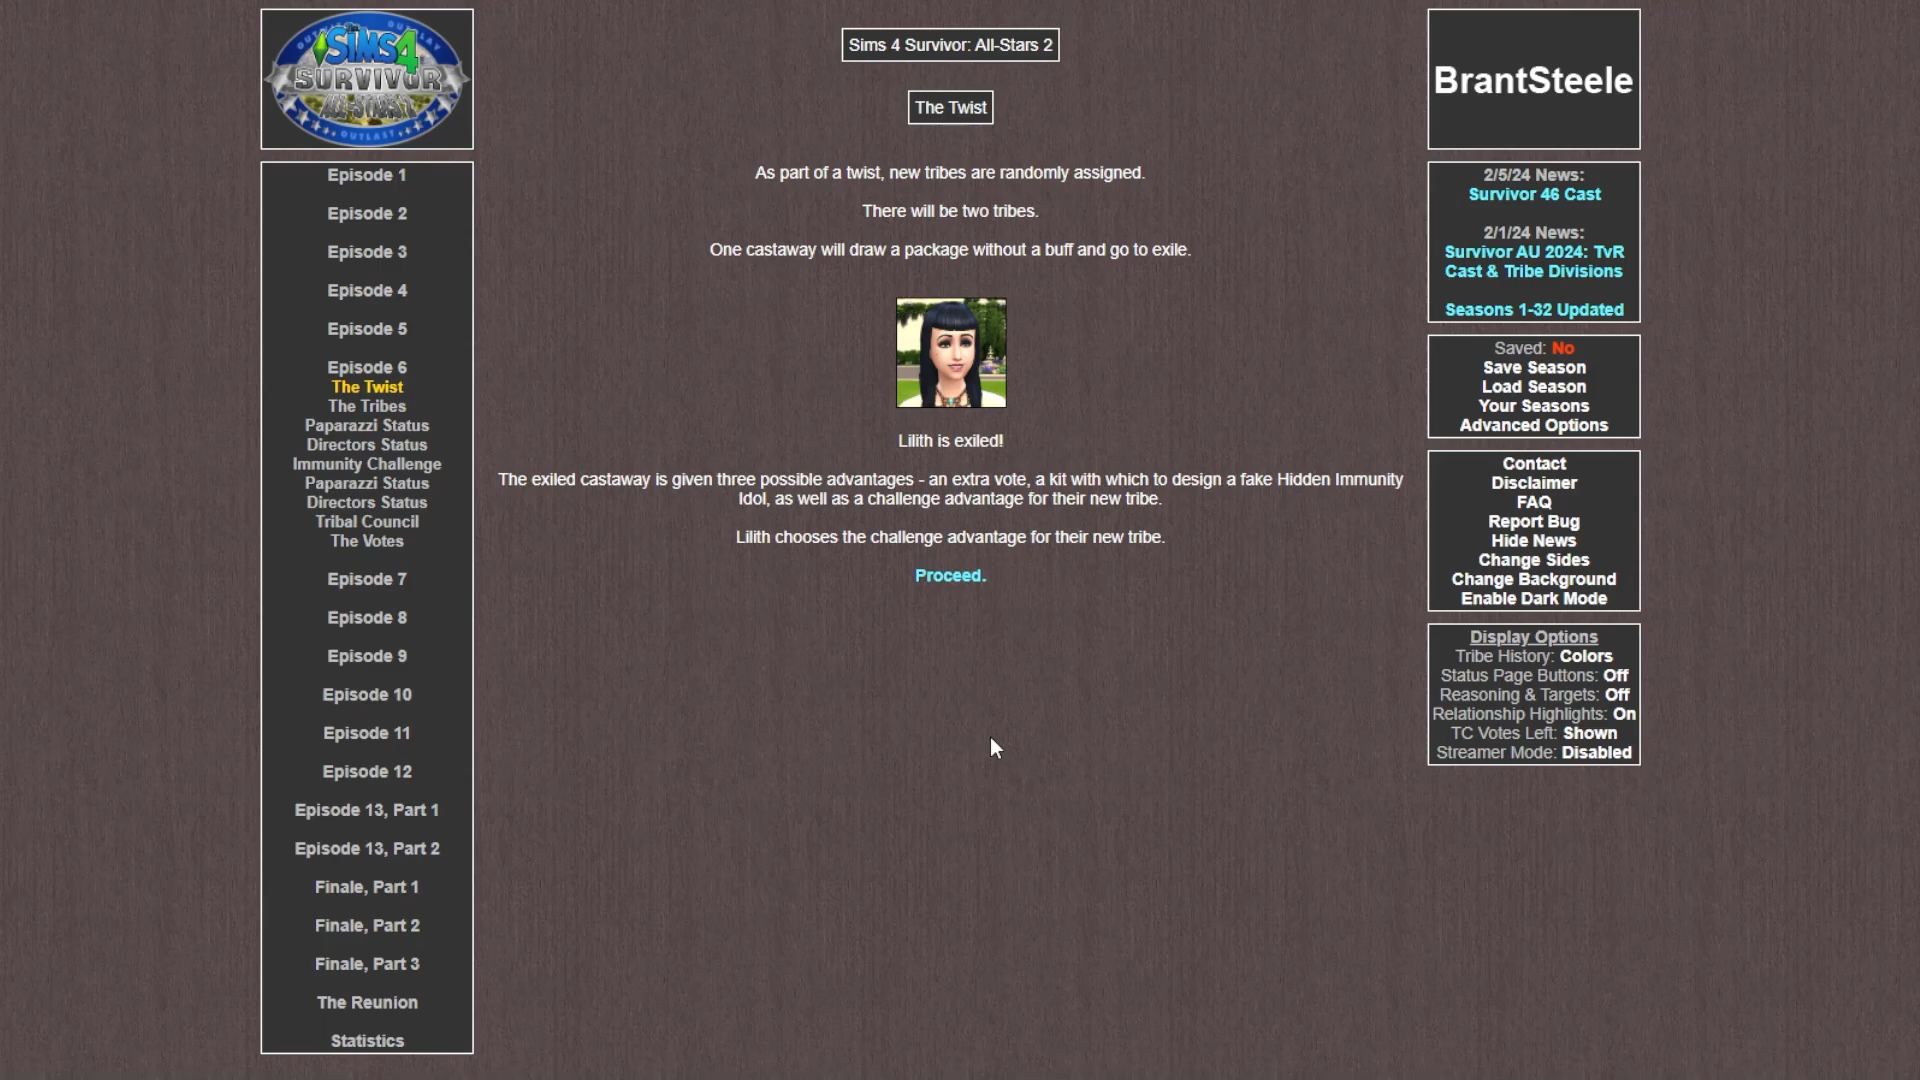 OUTWIT OUTPLAY
The SIMS 4
SURVIVOR
ALL-STARS 2
OUTLAST
Episode 1
Episode 2
Episode 3
Episode 4
Episode 5
Episode 6
The Twist
The Tribes
Paparazzi Status
Directors Status
Immunity Challenge
Paparazzi Status
Directors Status
Tribal Council
The Votes
Episode 7
Episode 8
Episode 9
Episode 10
Episode 11
Episode 12
Episode 13, Part 1
Episode 13, Part 2
Finale, Part 1
Finale, Part 2
Finale, Part 3
The Reunion
Statistics
Sims 4 Survivor: All-Stars 2
The Twist
As part of a twist, new tribes are randomly assigned.
There will be two tribes.
One castaway will draw a package without a buff and go to exile.
Lilith is exiled!
The exiled castaway is given three possible advantages - an extra vote, a kit with which to design a fake Hidden Immunity
Idol, as well as a challenge advantage for their new tribe.
Lilith chooses the challenge advantage for their new tribe.
Proceed.
BrantSteele
2/5/24 News:
Survivor 46 Cast
2/1/24 News:
Survivor AU 2024: TvR
Cast & Tribe Divisions
Seasons 1-32 Updated
Saved: No
Save Season
Load Season
Your Seasons
Advanced Options
Contact
Disclaimer
FAQ
Report Bug
Hide News
Change Sides
Change Background
Enable Dark Mode
Display Options
Tribe History: Colors
Status Page Buttons: Off
Reasoning & Targets: Off
Relationship Highlights: On
TC Votes Left: Shown
Streamer Mode: Disabled